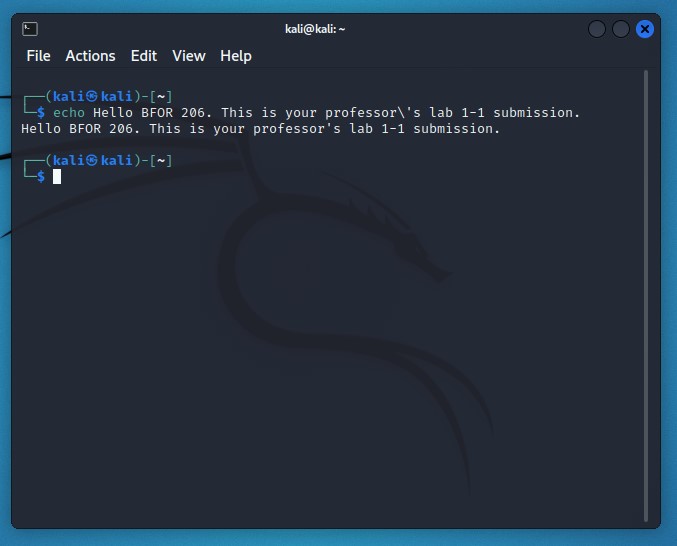 kali@kali: ~
File Actions Edit View Help
┌──(kali㉿kali)-[~]
└─$ echo Hello BFOR 206. This is your professor\'s lab 1-1 submission.
Hello BFOR 206. This is your professor's lab 1-1 submission.
┌──(kali㉿kali)-[~]
└─$